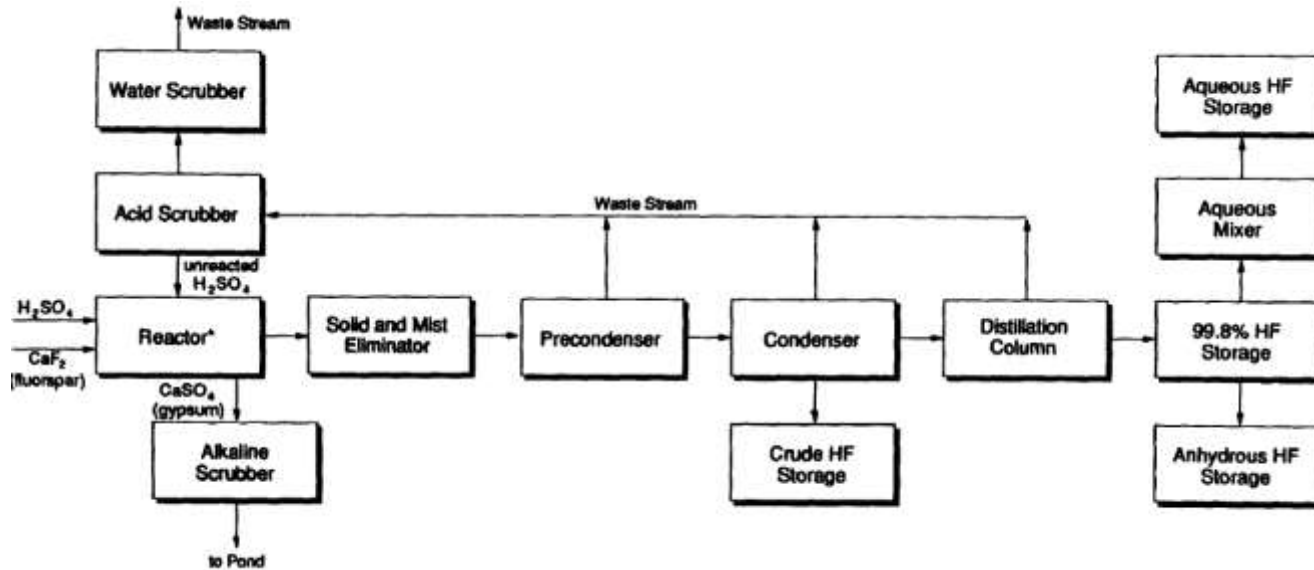 Waste Stream
Water Scrubber
Aqueous HF
Storage
Acid Scrubber
Waste Stream
Aqueous
Mixer
unreacted
H₂SO₄
H₂SO₄
Reactor*
Solid and Mist
Eliminator
Precondenser
Condenser
Distillation
Column
99.8% HF
Storage
CaF₂
(fluorspar)
CaSO₄
(gypsum)
Alkaline
Scrubber
Crude HF
Storage
Anhydrous HF
Storage
to Pond